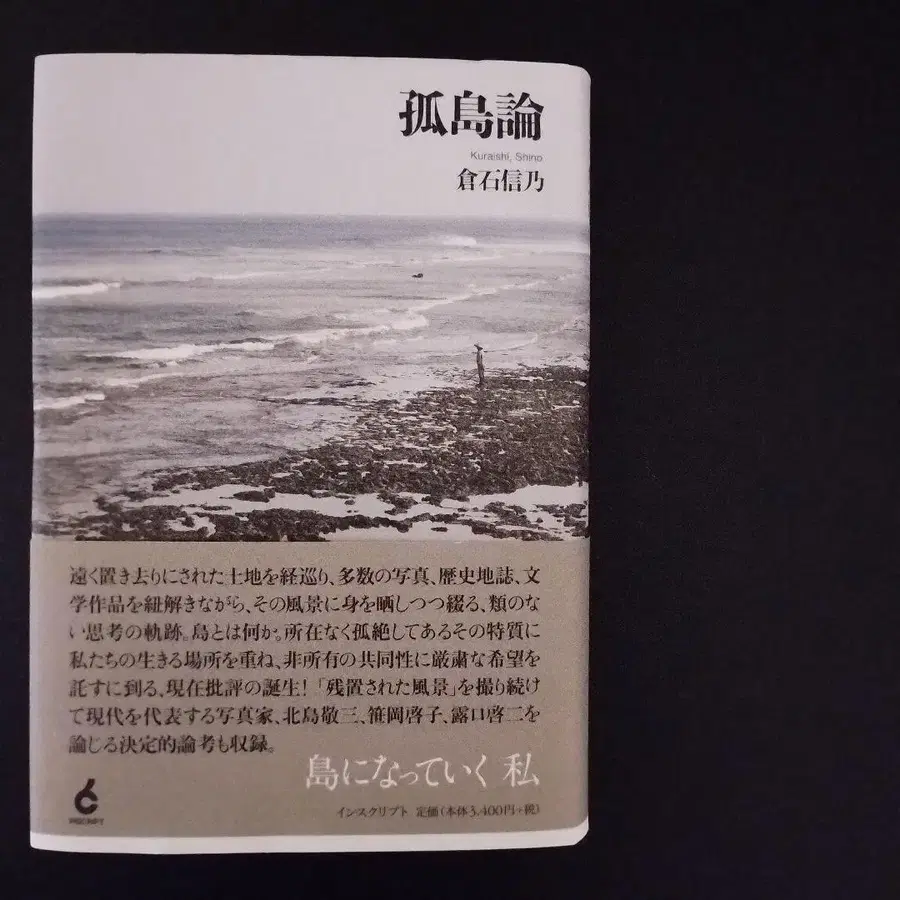 孤島論
Kuraishi, Shino
倉石信乃
遠く置き去りにされた土地を経巡り、多数の写真、歴史地誌、文
学作品を紐解きながら、その風景に身を晒しつつ綴る、類のな
い思考の軌跡。島とは何か。所在なく孤絶してあるその特質に
私たちの生きる場所を重ね、非所有の共同性に厳粛な希望を
託すに到る、現在批評の誕生！「残置された風景」を撮り続け
て現代を代表する写真家、北島敬三、笹岡啓子、露口啓二を
論じる決定的論考も収録。
島になっていく 私
インスクリプト 定価（本体3,400円+税）